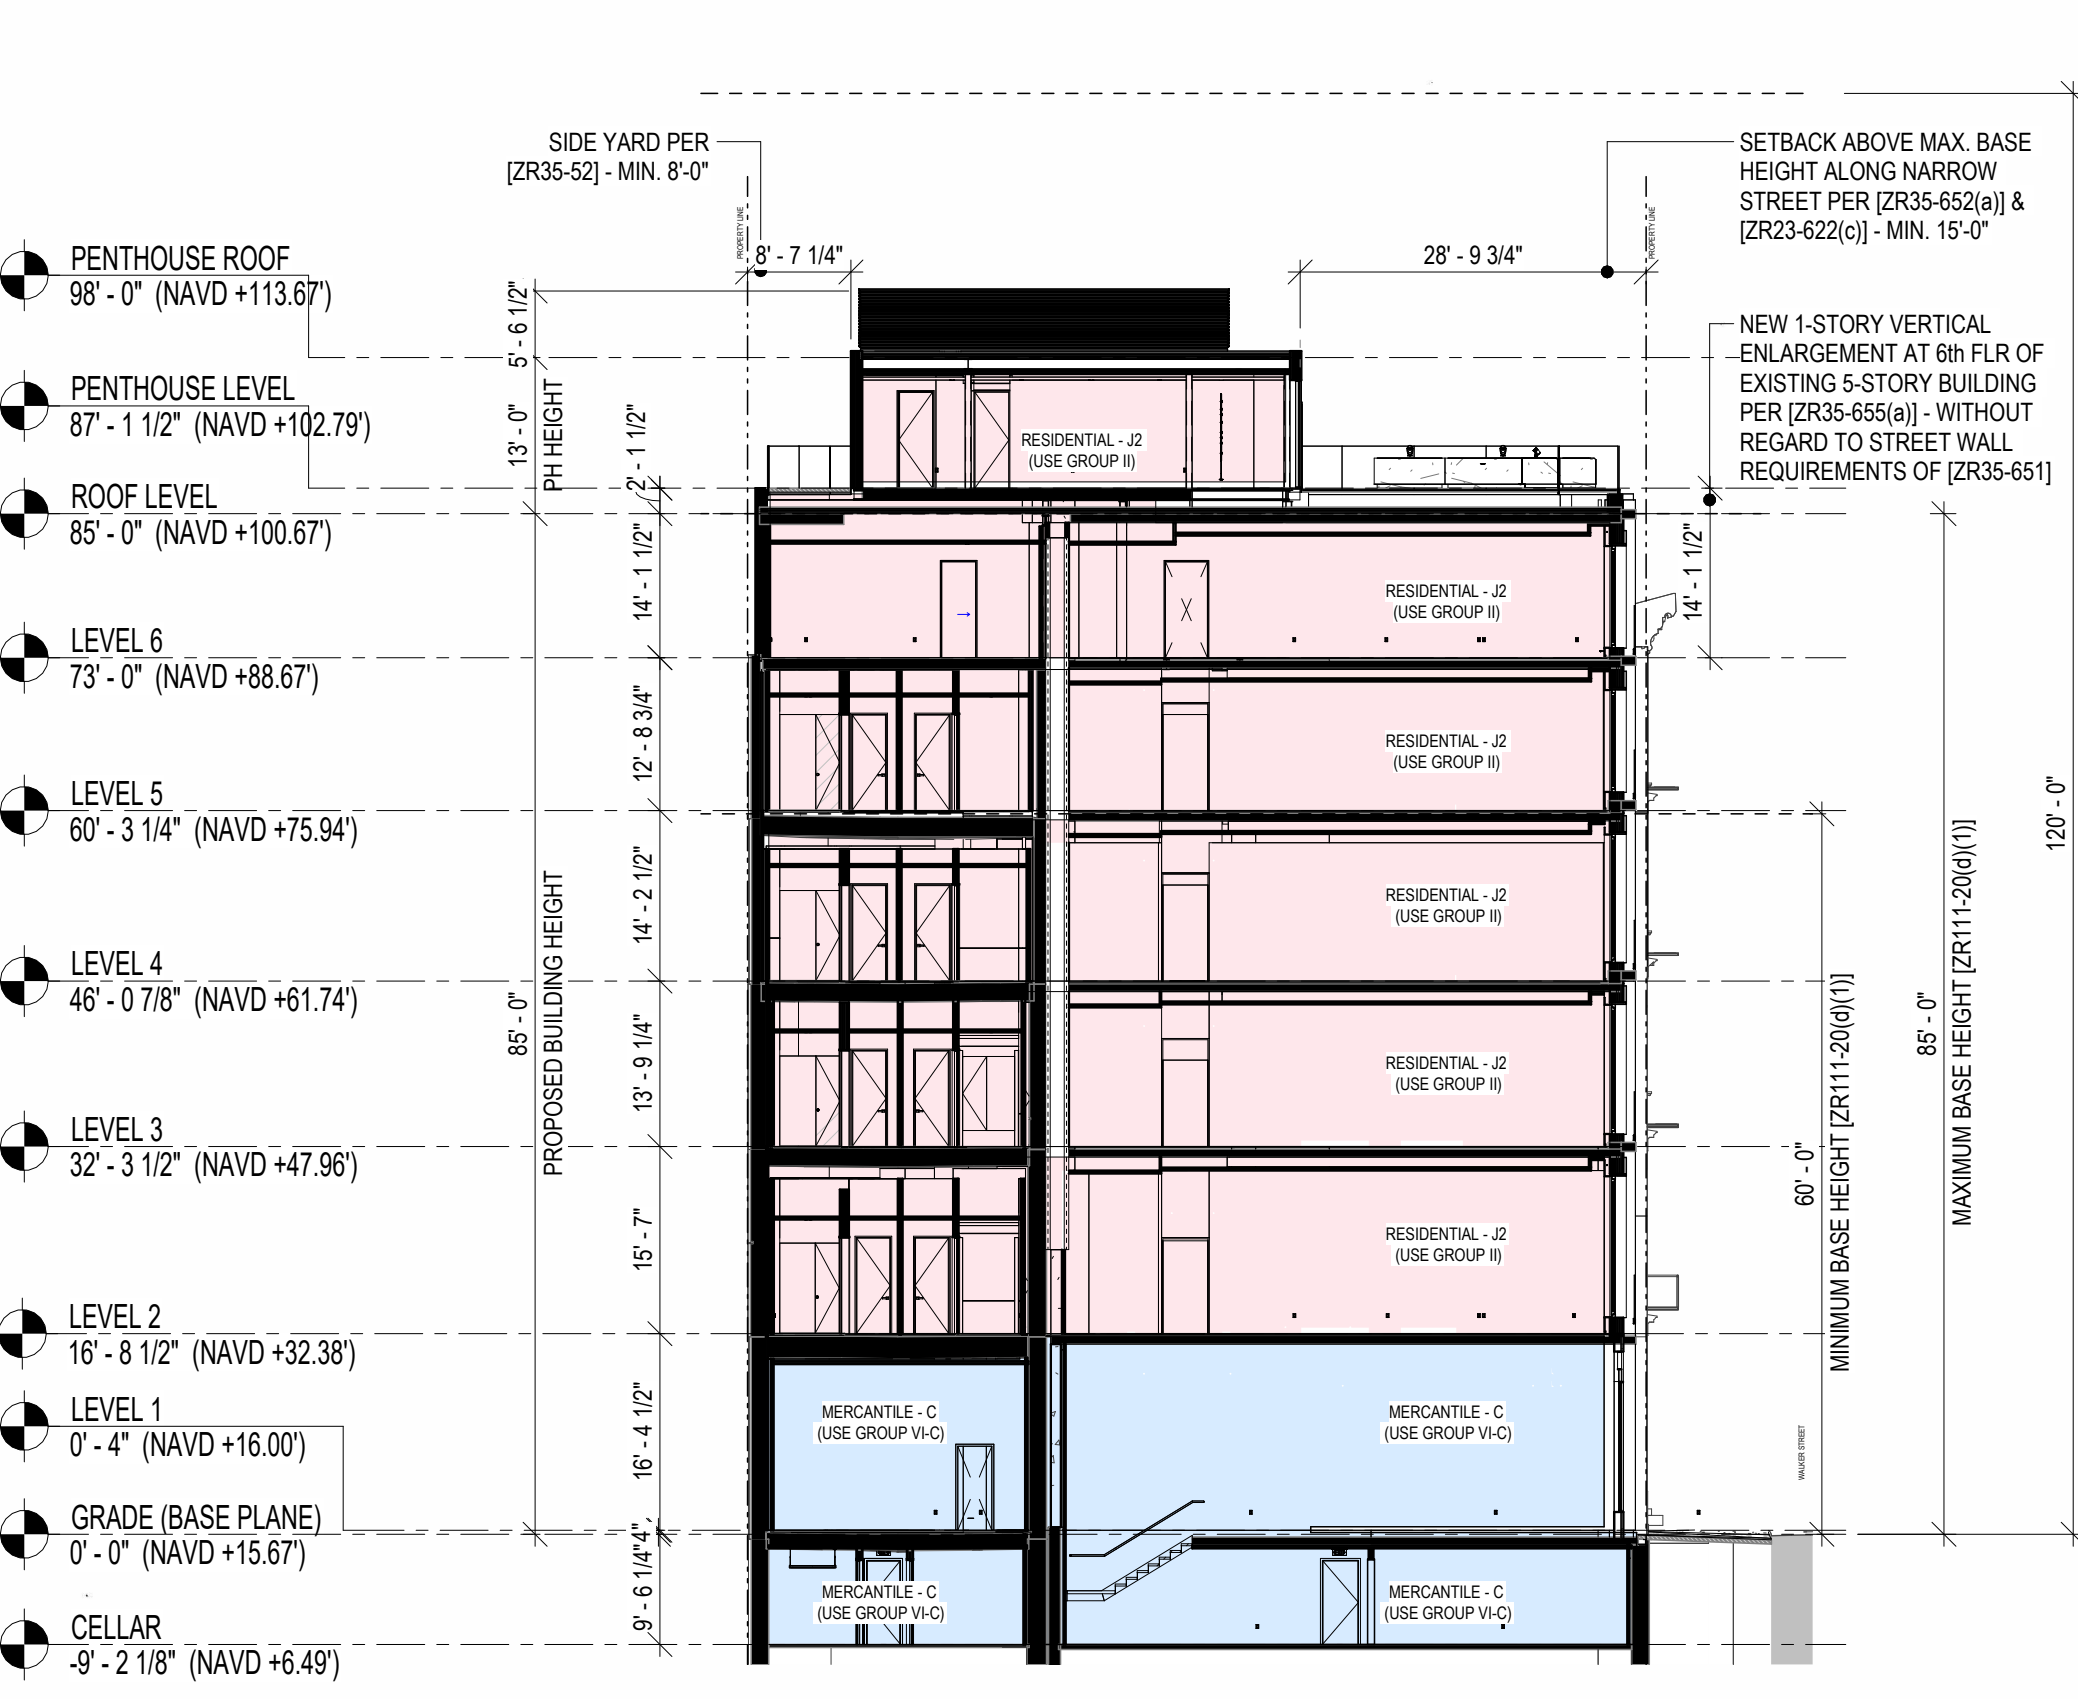 SIDE YARD PER
[ZR35-52] - MIN. 8'-0"
SETBACK ABOVE MAX. BASE
HEIGHT ALONG NARROW
STREET PER [ZR35-652(a)] &
[ZR23-622(c)] - MIN. 15'-0"
PROPERTY LINE
PROPERTY LINE
8' - 7 1/4"
28' - 9 3/4"
PENTHOUSE ROOF
98' - 0" (NAVD +113.67')
PENTHOUSE LEVEL
87' - 1 1/2" (NAVD +102.79')
ROOF LEVEL
85' - 0" (NAVD +100.67')
LEVEL 6
73' - 0" (NAVD +88.67')
LEVEL 5
60' - 3 1/4" (NAVD +75.94')
LEVEL 4
46' - 0 7/8" (NAVD +61.74')
LEVEL 3
32' - 3 1/2" (NAVD +47.96')
LEVEL 2
16' - 8 1/2" (NAVD +32.38')
LEVEL 1
0' - 4" (NAVD +16.00')
GRADE (BASE PLANE)
0' - 0" (NAVD +15.67')
CELLAR
-9' - 2 1/8" (NAVD +6.49')
5' - 6 1/2"
13' - 0"
PH HEIGHT
85' - 0"
PROPOSED BUILDING HEIGHT
2' - 1 1/2"
14' - 1 1/2"
12' - 8 3/4"
14' - 2 1/2"
13' - 9 1/4"
15' - 7"
16' - 4 1/2"
4"
9' - 6 1/4"
RESIDENTIAL - J2
(USE GROUP II)
RESIDENTIAL - J2
(USE GROUP II)
RESIDENTIAL - J2
(USE GROUP II)
RESIDENTIAL - J2
(USE GROUP II)
RESIDENTIAL - J2
(USE GROUP II)
RESIDENTIAL - J2
(USE GROUP II)
MERCANTILE - C
(USE GROUP VI-C)
MERCANTILE - C
(USE GROUP VI-C)
MERCANTILE - C
(USE GROUP VI-C)
MERCANTILE - C
(USE GROUP VI-C)
NEW 1-STORY VERTICAL
ENLARGEMENT AT 6th FLR OF
EXISTING 5-STORY BUILDING
PER [ZR35-655(a)] - WITHOUT
REGARD TO STREET WALL
REQUIREMENTS OF [ZR35-651]
14' - 1 1/2"
WALKER STREET
60' - 0"
MINIMUM BASE HEIGHT [ZR111-20(d)(1)]
85' - 0"
MAXIMUM BASE HEIGHT [ZR111-20(d)(1)]
120' - 0"